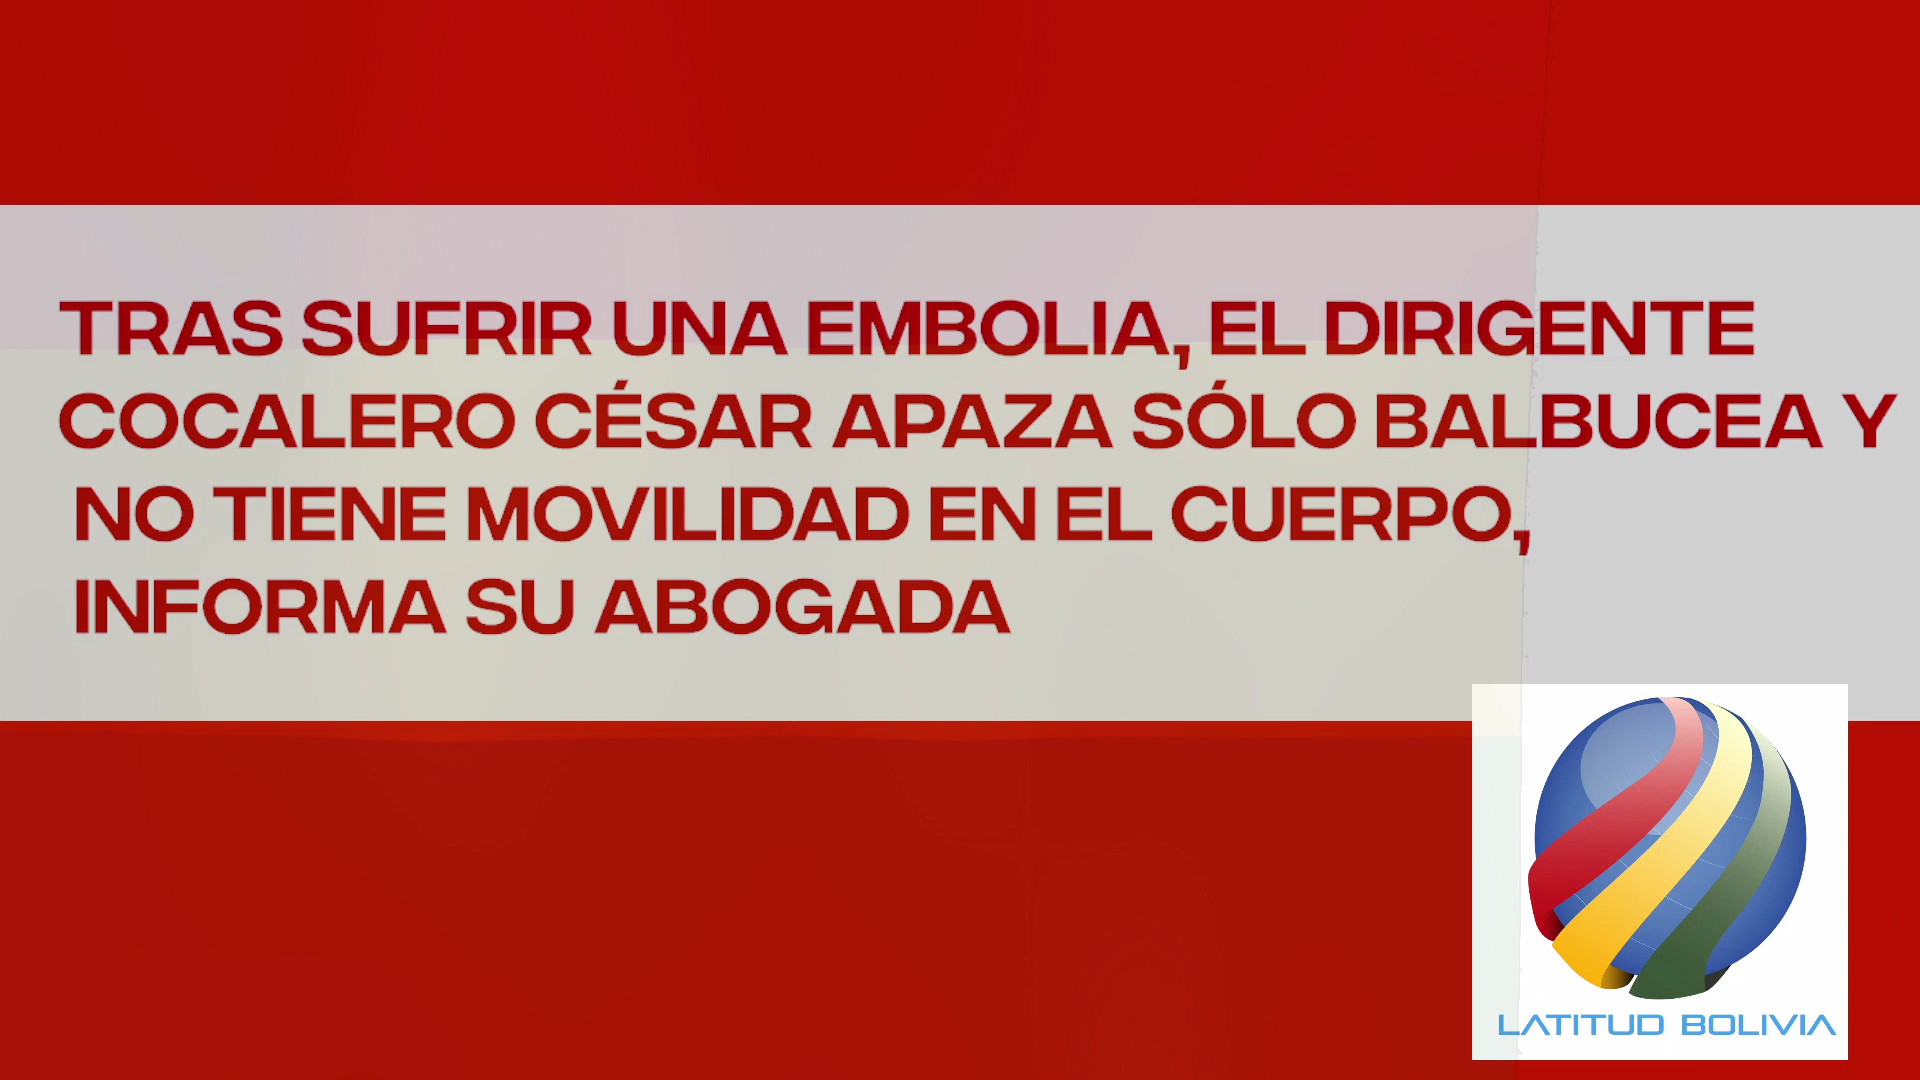 TRAS SUFRIR UNA EMBOLIA, EL DIRIGENTE
COCALERO CÉSAR APAZA SÓLO BALBUCEA Y
NO TIENE MOVILIDAD EN EL CUERPO,
INFORMA SU ABOGADA
LATITUD BOLIVIA